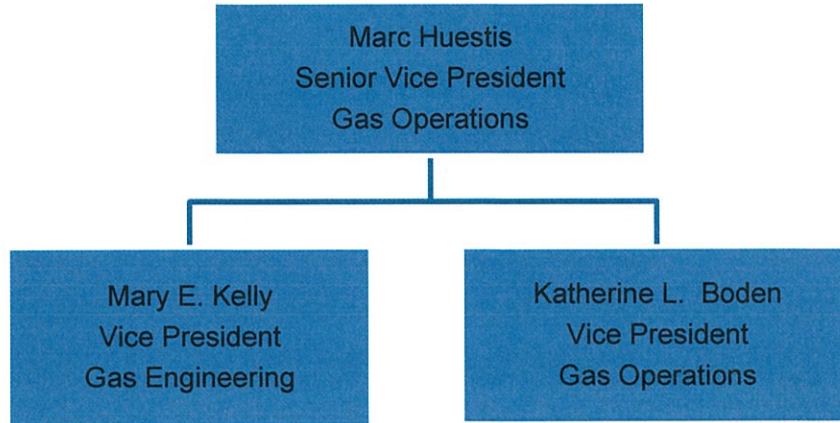 Marc Huestis
Senior Vice President
Gas Operations
Mary E. Kelly
Vice President
Gas Engineering
Katherine L. Boden
Vice President
Gas Operations